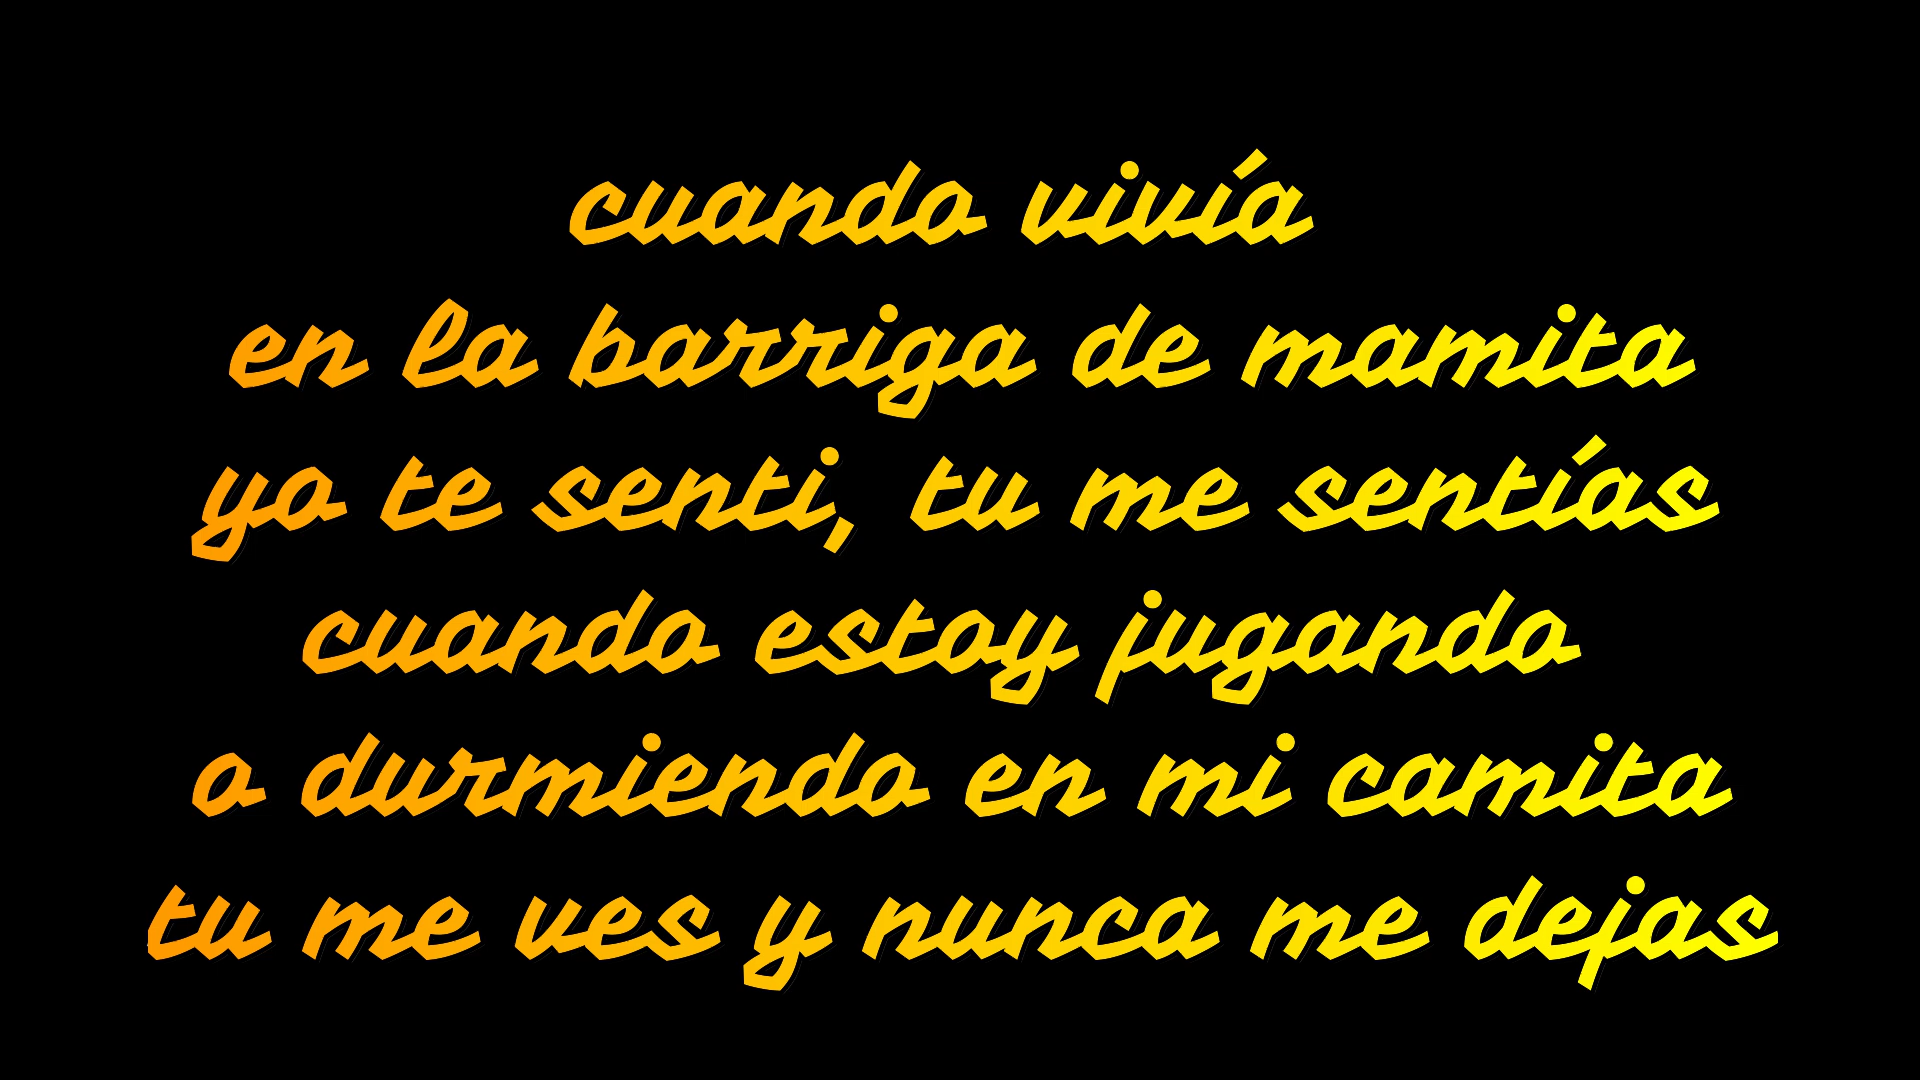 cuando vivía
en la barriga de mamita
yo te senti, tu me sentías
cuando estoy jugando
o durmiendo en mi camita
tu me ves y nunca me dejas